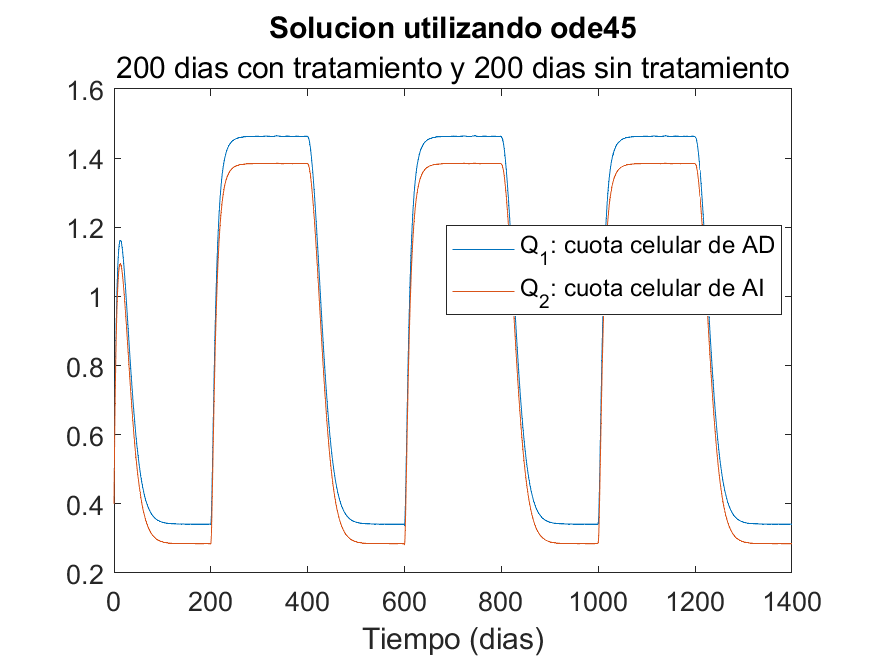 Solucion utilizando ode45
200 dias con tratamiento y 200 dias sin tratamiento
1.6
1.4
1.2
1
0.8
0.6
0.4
0.2
Q1: cuota celular de AD
Q2: cuota celular de AI
0 200 400 600 800 1000 1200 1400
Tiempo (dias)